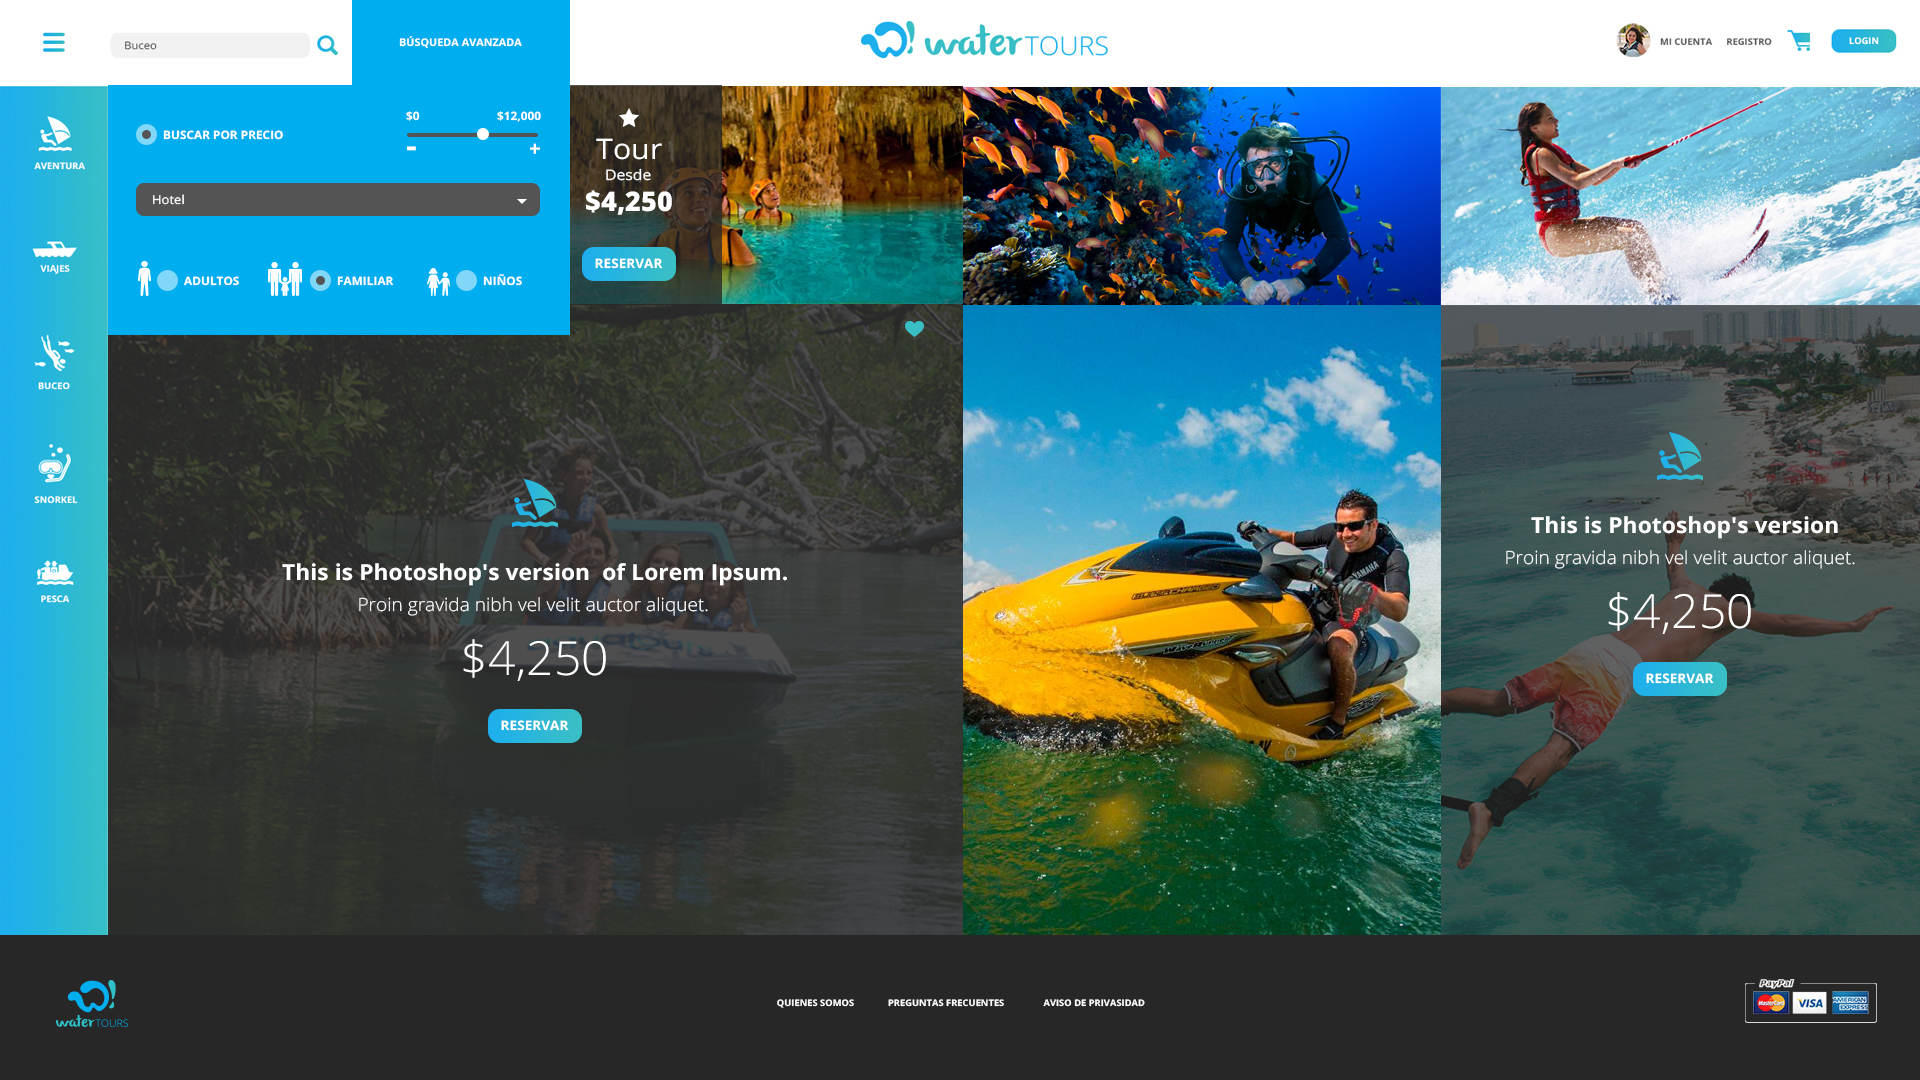 Buceo
BÚSQUEDA AVANZADA
water TOURS
MI CUENTA
REGISTRO
LOGIN
AVENTURA
VIAJES
BUCEO
SNORKEL
PESCA
BUSCAR POR PRECIO
$0
$12,000
Hotel
ADULTOS
FAMILIAR
NIÑOS
Tour
Desde
$4,250
RESERVAR
This is Photoshop's version of Lorem Ipsum.
Proin gravida nibh vel velit auctor aliquet.
$4,250
RESERVAR
YAMAHA
This is Photoshop's version
Proin gravida nibh vel velit auctor aliquet.
$4,250
RESERVAR
water TOURS
QUIENES SOMOS
PREGUNTAS FRECUENTES
AVISO DE PRIVASIDAD
PayPal
MasterCard
VISA
AMERICAN EXPRESS